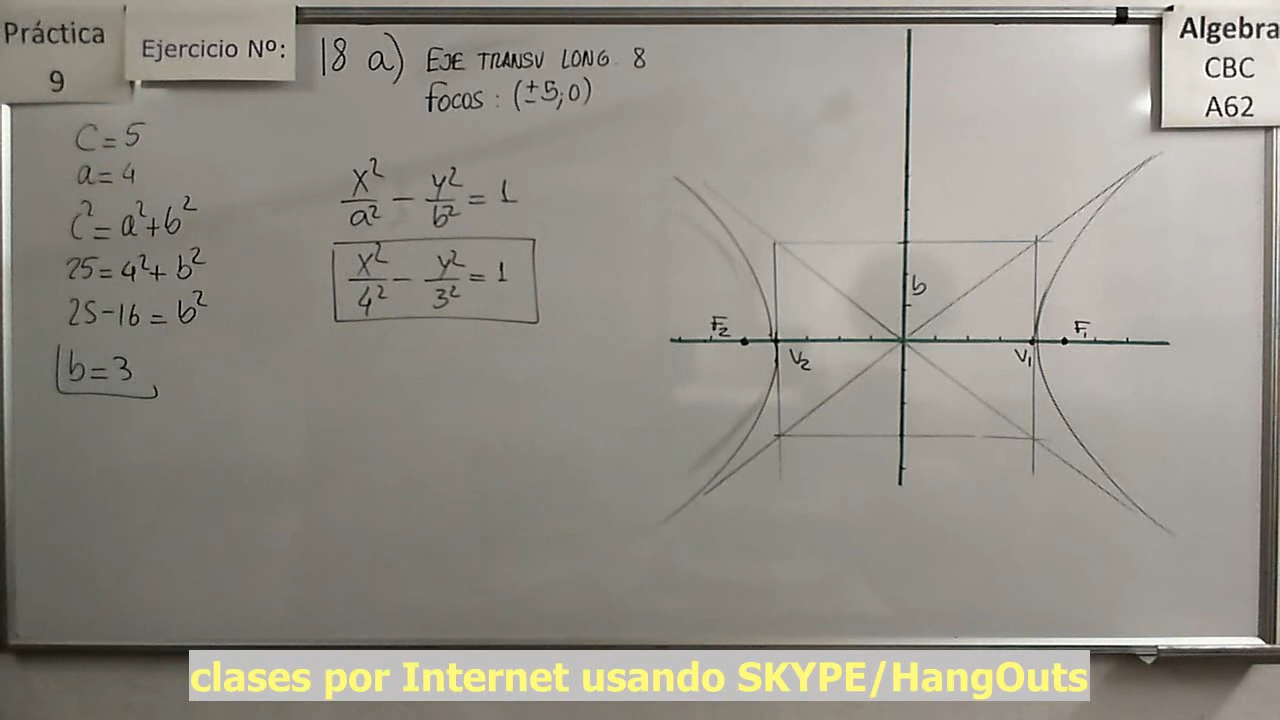 Práctica
9
Ejercicio Nº:
18 a) EJE TRANSV LONG. 8
focos : (±5;0)
Algebra
CBC
A62
C = 5
a = 4
C² = a² + b²
25 = 4² + b²
25 - 16 = b²
b = 3
x²/a² - y²/b² = 1
x²/4² - y²/3² = 1
b
F₂
F₁
V₂
V₁
clases por Internet usando SKYPE/HangOuts